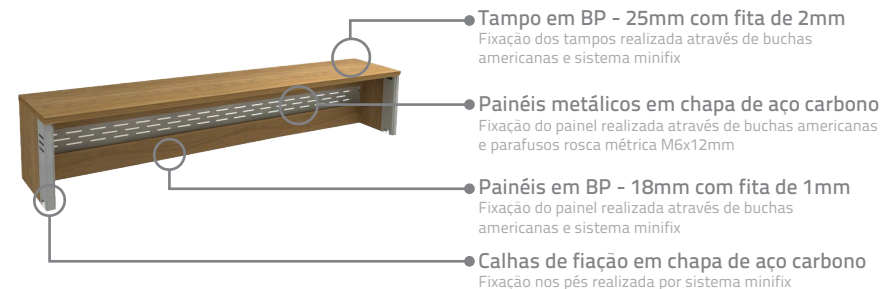 Tampo em BP - 25mm com fita de 2mm
Fixação dos tampos realizada através de buchas
americanas e sistema minifix
Painéis metálicos em chapa de aço carbono
Fixação do painel realizada através de buchas americanas
e parafusos rosca métrica M6x12mm
Painéis em BP - 18mm com fita de 1mm
Fixação do painel realizada através de buchas
americanas e sistema minifix
Calhas de fiação em chapa de aço carbono
Fixação nos pés realizada por sistema minifix